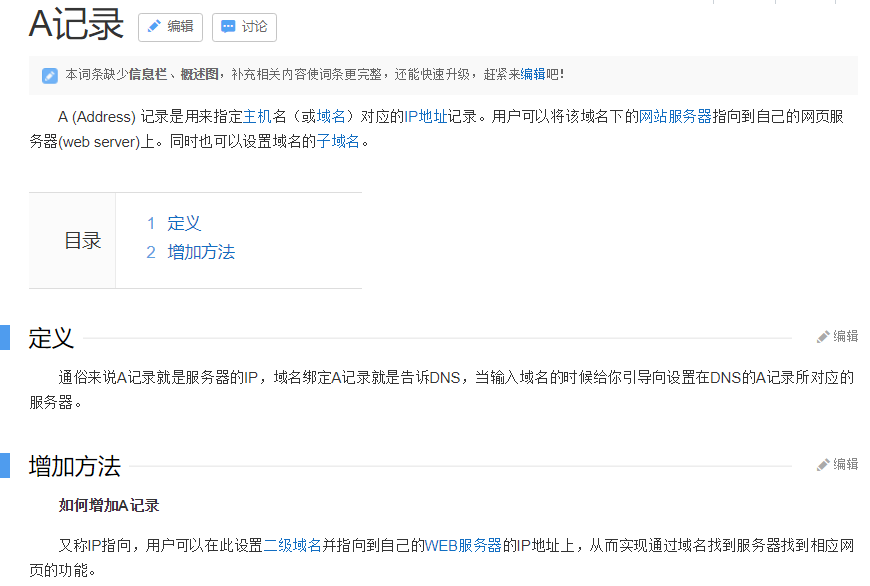 A记录 编辑 讨论
本词条缺少信息栏、概述图，补充相关内容使词条更完整，还能快速升级，赶紧来编辑吧！
A (Address) 记录是用来指定主机名（或域名）对应的IP地址记录。用户可以将该域名下的网站服务器指向到自己的网页服
务器(web server)上。同时也可以设置域名的子域名。
目录
1 定义
2 增加方法
定义 编辑
通俗来说A记录就是服务器的IP，域名绑定A记录就是告诉DNS，当输入域名的时候给你引导向设置在DNS的A记录所对应的
服务器。
增加方法 编辑
如何增加A记录
又称IP指向，用户可以在此设置二级域名并指向到自己的WEB服务器的IP地址上，从而实现通过域名找到服务器找到相应网
页的功能。